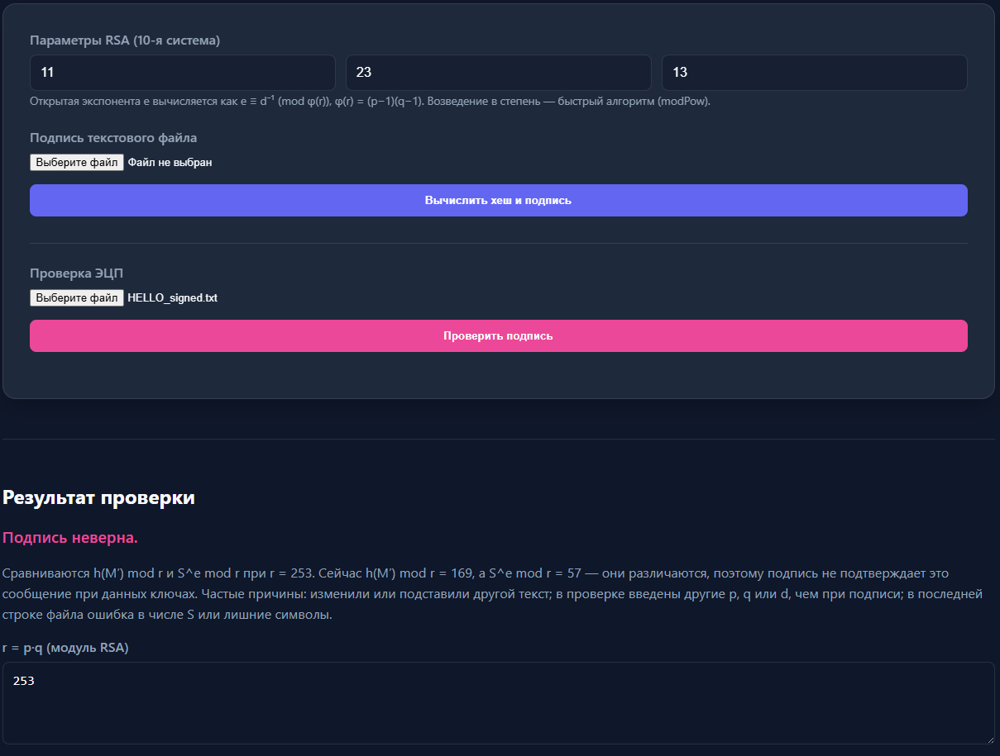 Параметры RSA (10-я система)
11 23 13
Открытая экспонента e вычисляется как e ≡ d⁻¹ (mod φ(r)), φ(r) = (p−1)(q−1). Возведение в степень — быстрый алгоритм (modPow).
Подпись текстового файла
Выберите файл Файл не выбран
Вычислить хеш и подпись
Проверка ЭЦП
Выберите файл HELLO_signed.txt
Проверить подпись
Результат проверки
Подпись неверна.
Сравниваются h(M′) mod r и S^e mod r при r = 253. Сейчас h(M′) mod r = 169, а S^e mod r = 57 — они различаются, поэтому подпись не подтверждает это
сообщение при данных ключах. Частые причины: изменили или подставили другой текст; в проверке введены другие p, q или d, чем при подписи; в последней
строке файла ошибка в числе S или лишние символы.
r = p·q (модуль RSA)
253